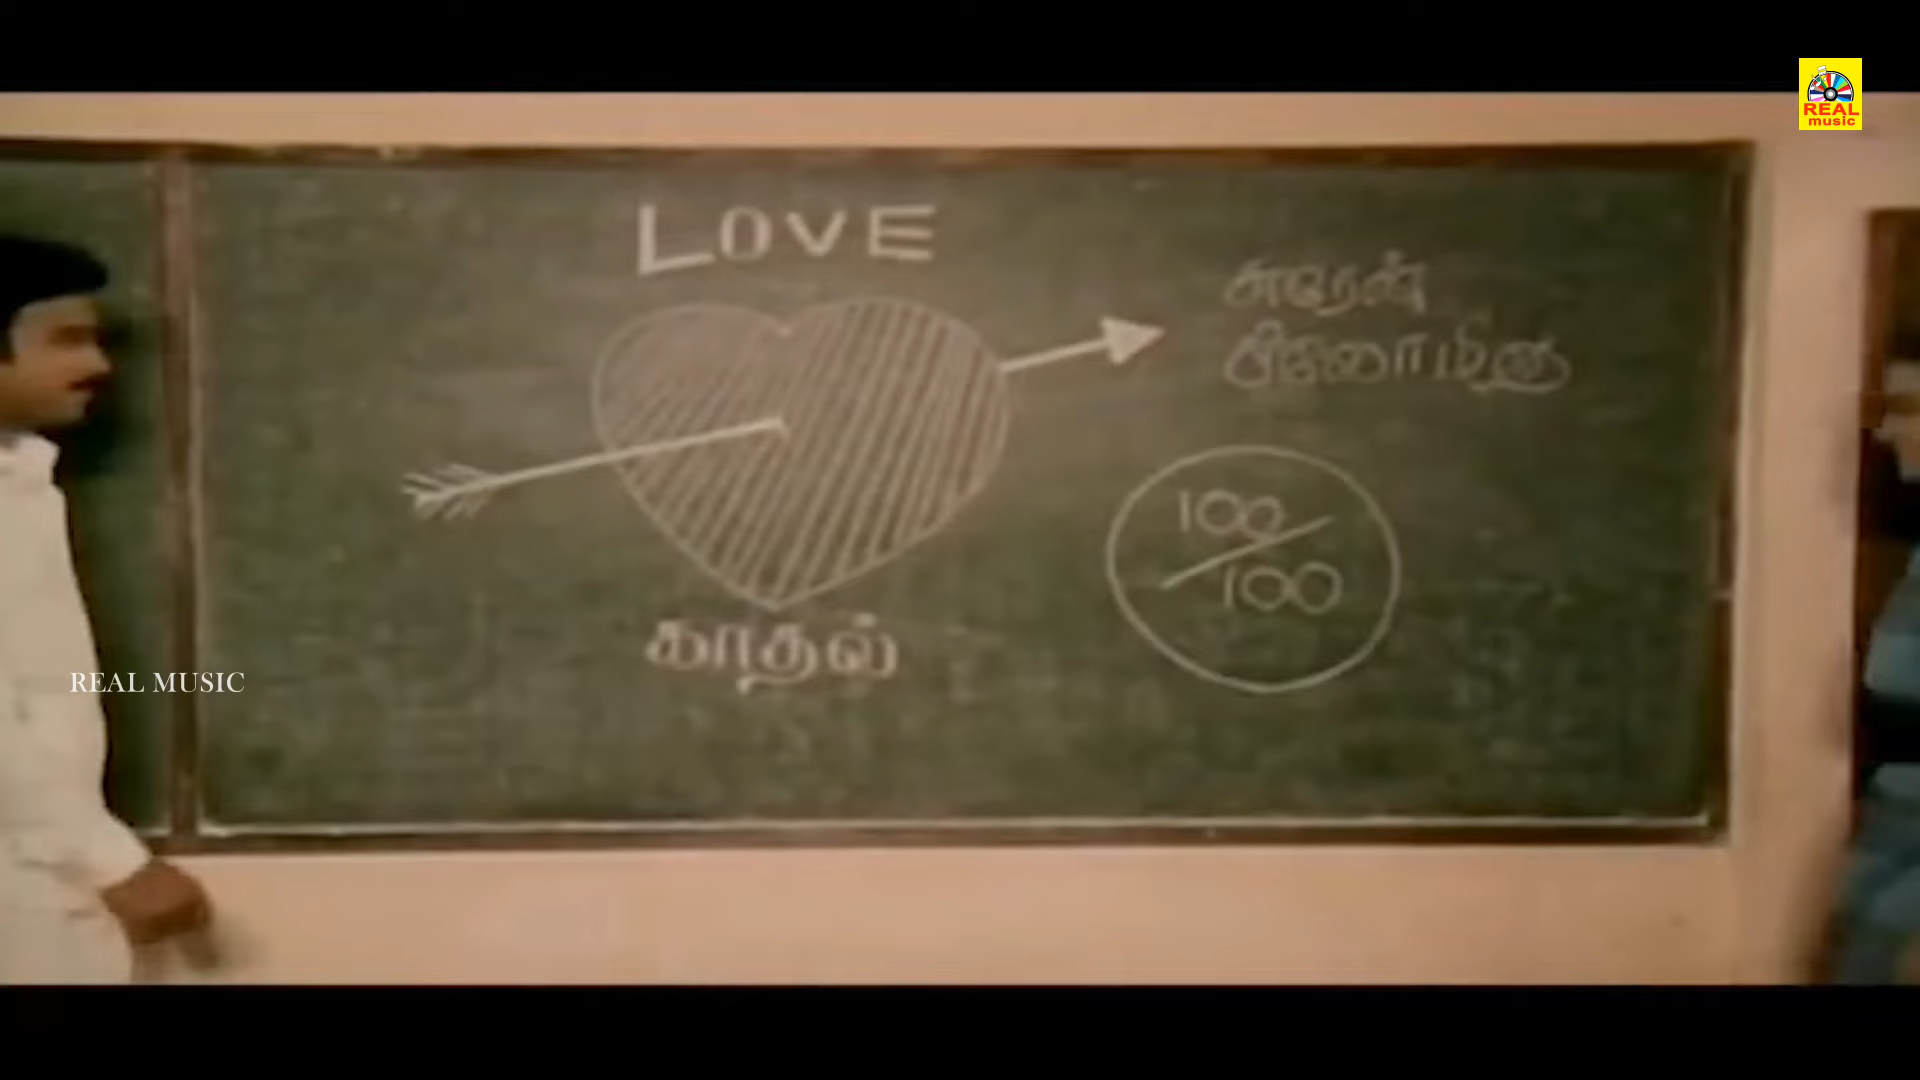 REAL
music
LOVE
காதல்
100/100
REAL MUSIC